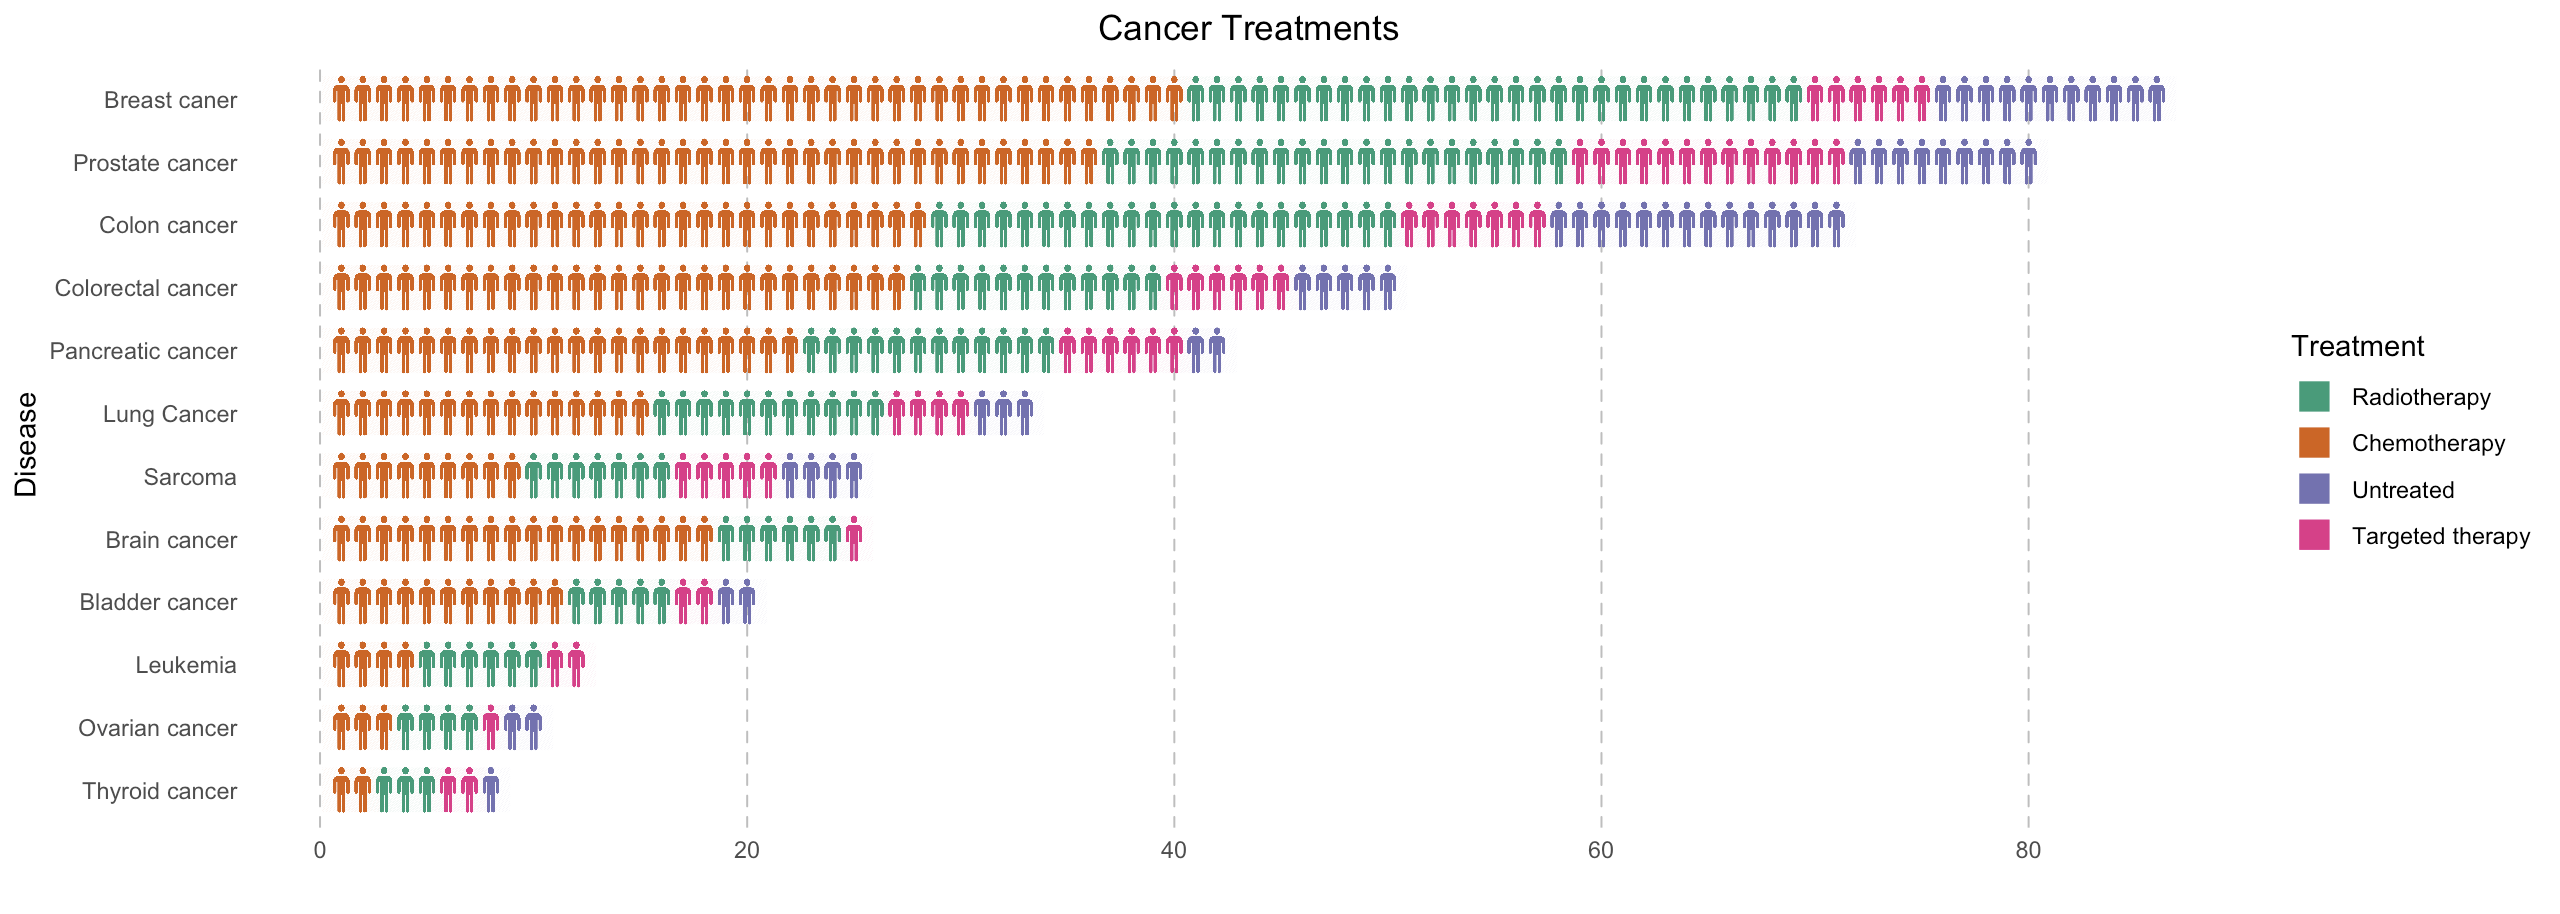 Cancer Treatments
Disease
Breast caner
Prostate cancer
Colon cancer
Colorectal cancer
Pancreatic cancer
Lung Cancer
Sarcoma
Brain cancer
Bladder cancer
Leukemia
Ovarian cancer
Thyroid cancer
0 20 40 60 80
Treatment
Radiotherapy
Chemotherapy
Untreated
Targeted therapy